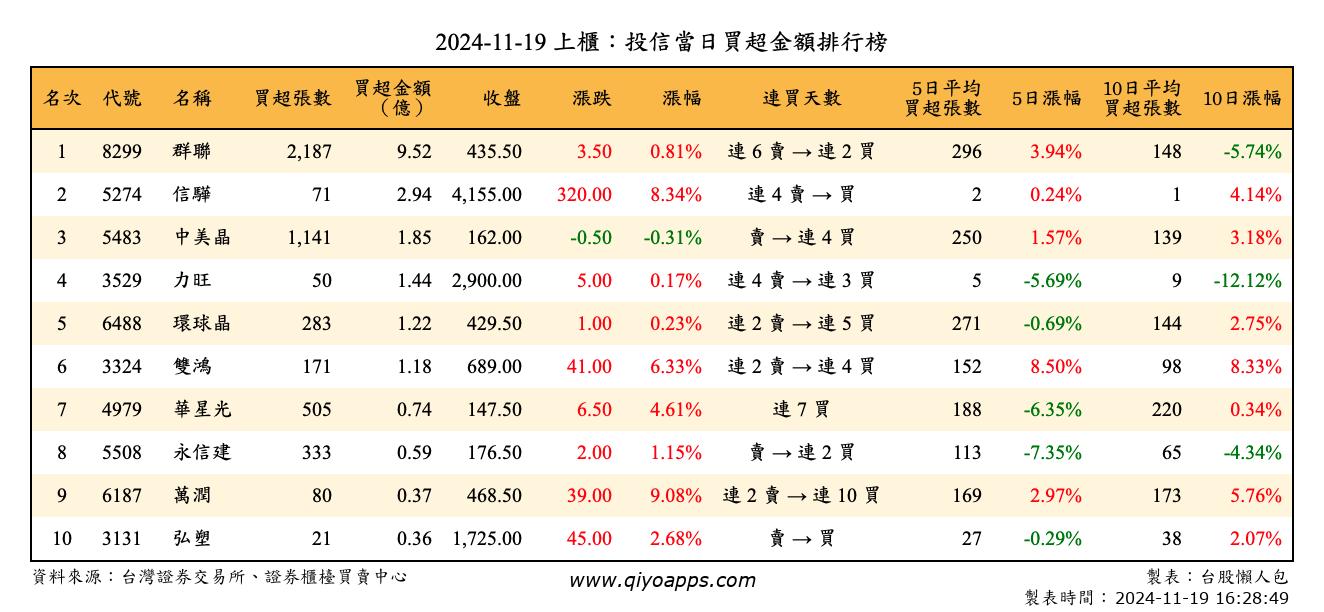 2024-11-19 上櫃：投信當日買超金額排行榜
名次 代號 名稱 買超張數 買超金額（億） 收盤 漲跌 漲幅 連買天數 5日平均買超張數 5日漲幅 10日平均買超張數 10日漲幅
1 8299 群聯 2,187 9.52 435.50 3.50 0.81% 連 6 賣 → 連 2 買 296 3.94% 148 -5.74%
2 5274 信驊 71 2.94 4,155.00 320.00 8.34% 連 4 賣 → 買 2 0.24% 1 4.14%
3 5483 中美晶 1,141 1.85 162.00 -0.50 -0.31% 賣 → 連 4 買 250 1.57% 139 3.18%
4 3529 力旺 50 1.44 2,900.00 5.00 0.17% 連 4 賣 → 連 3 買 5 -5.69% 9 -12.12%
5 6488 環球晶 283 1.22 429.50 1.00 0.23% 連 2 賣 → 連 5 買 271 -0.69% 144 2.75%
6 3324 雙鴻 171 1.18 689.00 41.00 6.33% 連 2 賣 → 連 4 買 152 8.50% 98 8.33%
7 4979 華星光 505 0.74 147.50 6.50 4.61% 連 7 買 188 -6.35% 220 0.34%
8 5508 永信建 333 0.59 176.50 2.00 1.15% 賣 → 連 2 買 113 -7.35% 65 -4.34%
9 6187 萬潤 80 0.37 468.50 39.00 9.08% 連 2 賣 → 連 10 買 169 2.97% 173 5.76%
10 3131 弘塑 21 0.36 1,725.00 45.00 2.68% 賣 → 買 27 -0.29% 38 2.07%
資料來源：台灣證券交易所、證券櫃檯買賣中心
www.qiyoapps.com
製表：台股懶人包
製表時間：2024-11-19 16:28:49